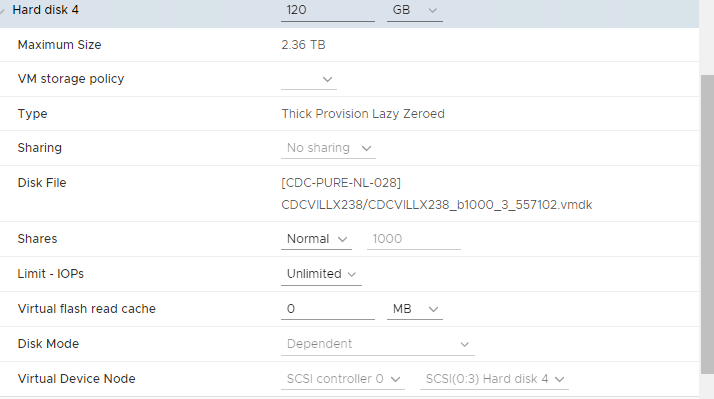 Hard disk 4 120 GB
Maximum Size 2.36 TB
VM storage policy
Type Thick Provision Lazy Zeroed
Sharing No sharing
Disk File [CDC-PURE-NL-028]
CDCVILLX238/CDCVILLX238_b1000_3_557102.vmdk
Shares Normal 1000
Limit - IOPs Unlimited
Virtual flash read cache 0 MB
Disk Mode Dependent
Virtual Device Node SCSI controller 0 SCSI(0:3) Hard disk 4